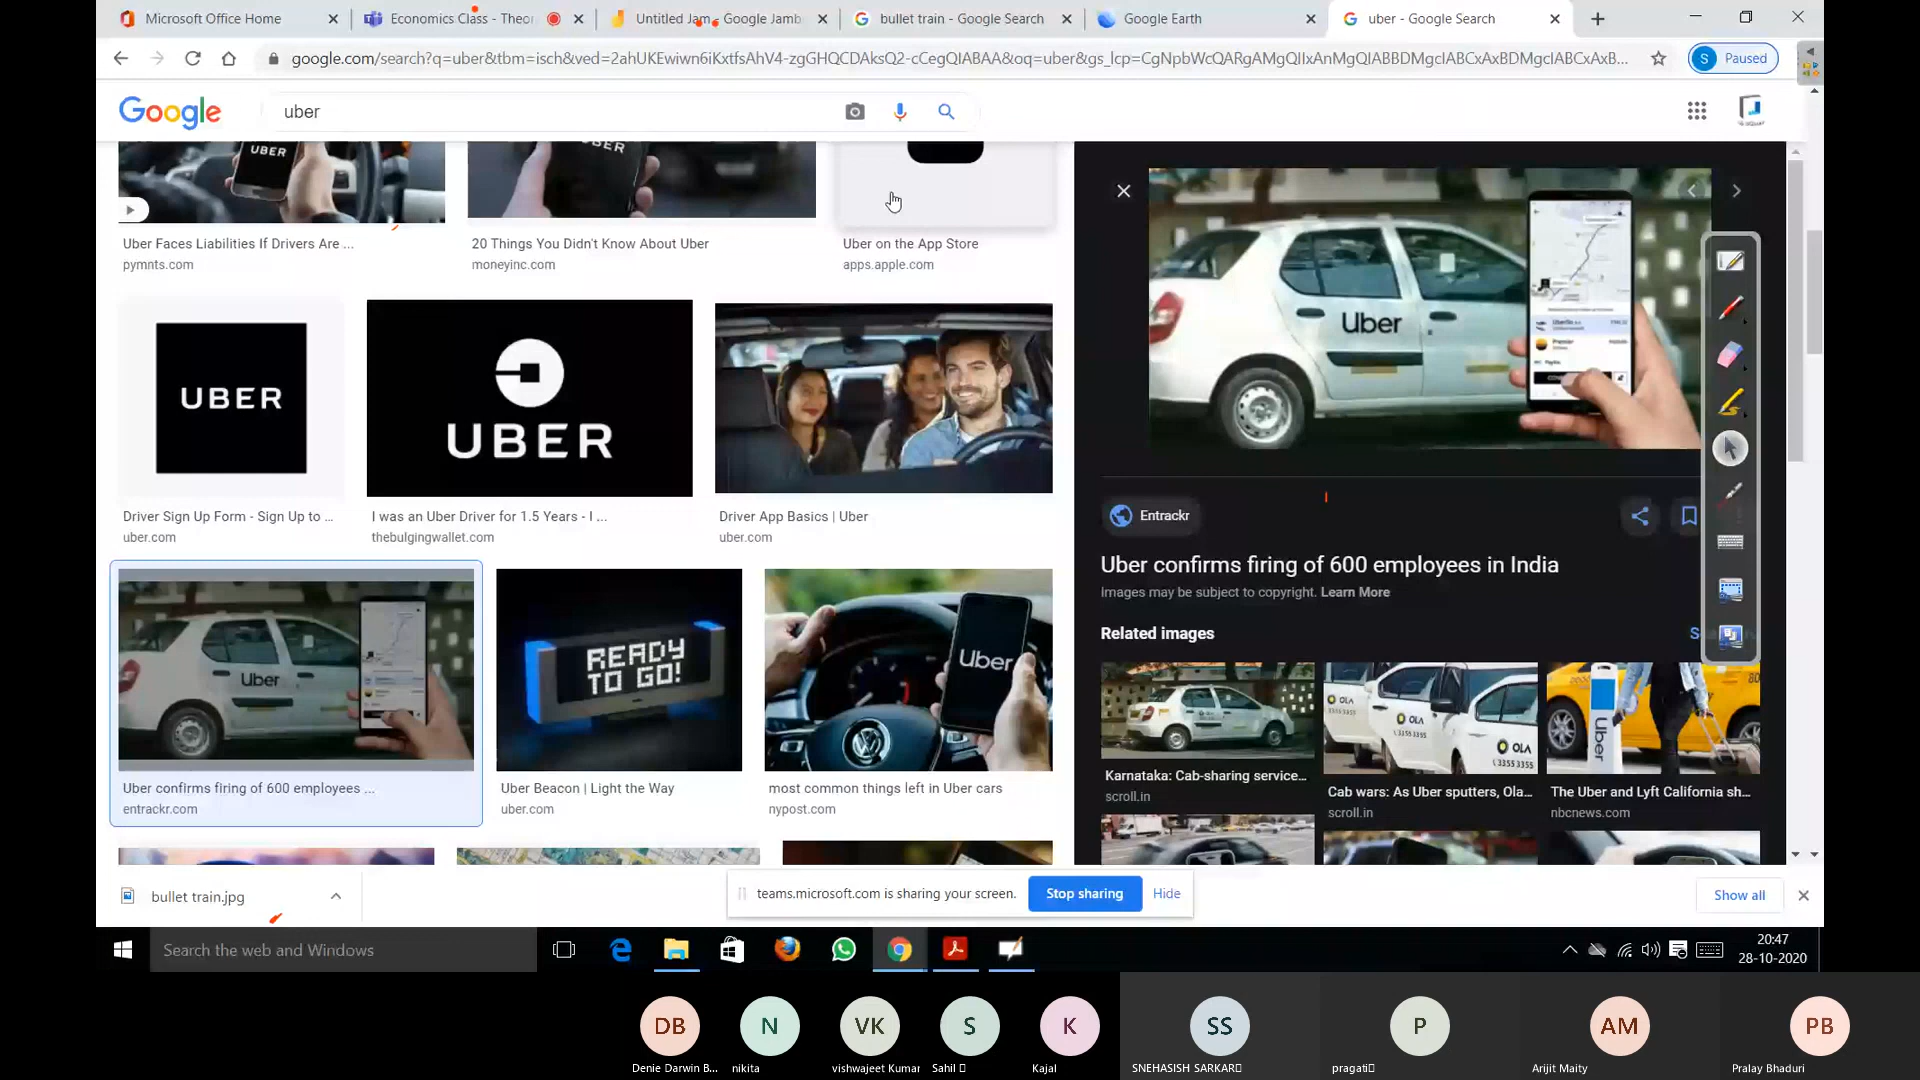 Microsoft Office Home
Economics Class - Theor
Untitled Jam - Google Jamb
bullet train - Google Search
Google Earth
uber - Google Search
google.com/search?q=uber&tbm=isch&ved=2ahUKEwiwn6iKxtfsAhV4-zgGHQCDAksQ2-cCegQIABAA&oq=uber&gs_lcp=CgNpbWcQARgAMgQIIxAnMgQIABBDMgcIABCxAxBDMgcIABCxAxB...
S Paused
Google
uber
UBER
UBER
Uber Faces Liabilities If Drivers Are ...
pymnts.com
20 Things You Didn't Know About Uber
moneyinc.com
Uber on the App Store
apps.apple.com
UBER
UBER
Driver Sign Up Form - Sign Up to ...
uber.com
I was an Uber Driver for 1.5 Years - I ...
thebulgingwallet.com
Driver App Basics | Uber
uber.com
Uber
READY
TO GO!
Uber
Uber confirms firing of 600 employees ...
entrackr.com
Uber Beacon | Light the Way
uber.com
most common things left in Uber cars
nypost.com
Uber
Entrackr
Uber confirms firing of 600 employees in India
Images may be subject to copyright. Learn More
Related images
OLA
3355 3355
OLA
3355 3355
Uber
Karnataka: Cab-sharing service...
scroll.in
Cab wars: As Uber sputters, Ola...
scroll.in
The Uber and Lyft California sh...
nbcnews.com
bullet train.jpg
teams.microsoft.com is sharing your screen.
Stop sharing
Hide
Show all
Search the web and Windows
20:47
28-10-2020
DB
N
VK
S
K
SS
P
AM
PB
Denie Darwin B...
nikita
vishwajeet Kumar
Sahil
Kajal
SNEHASISH SARKAR
pragati
Arijit Maity
Pralay Bhaduri